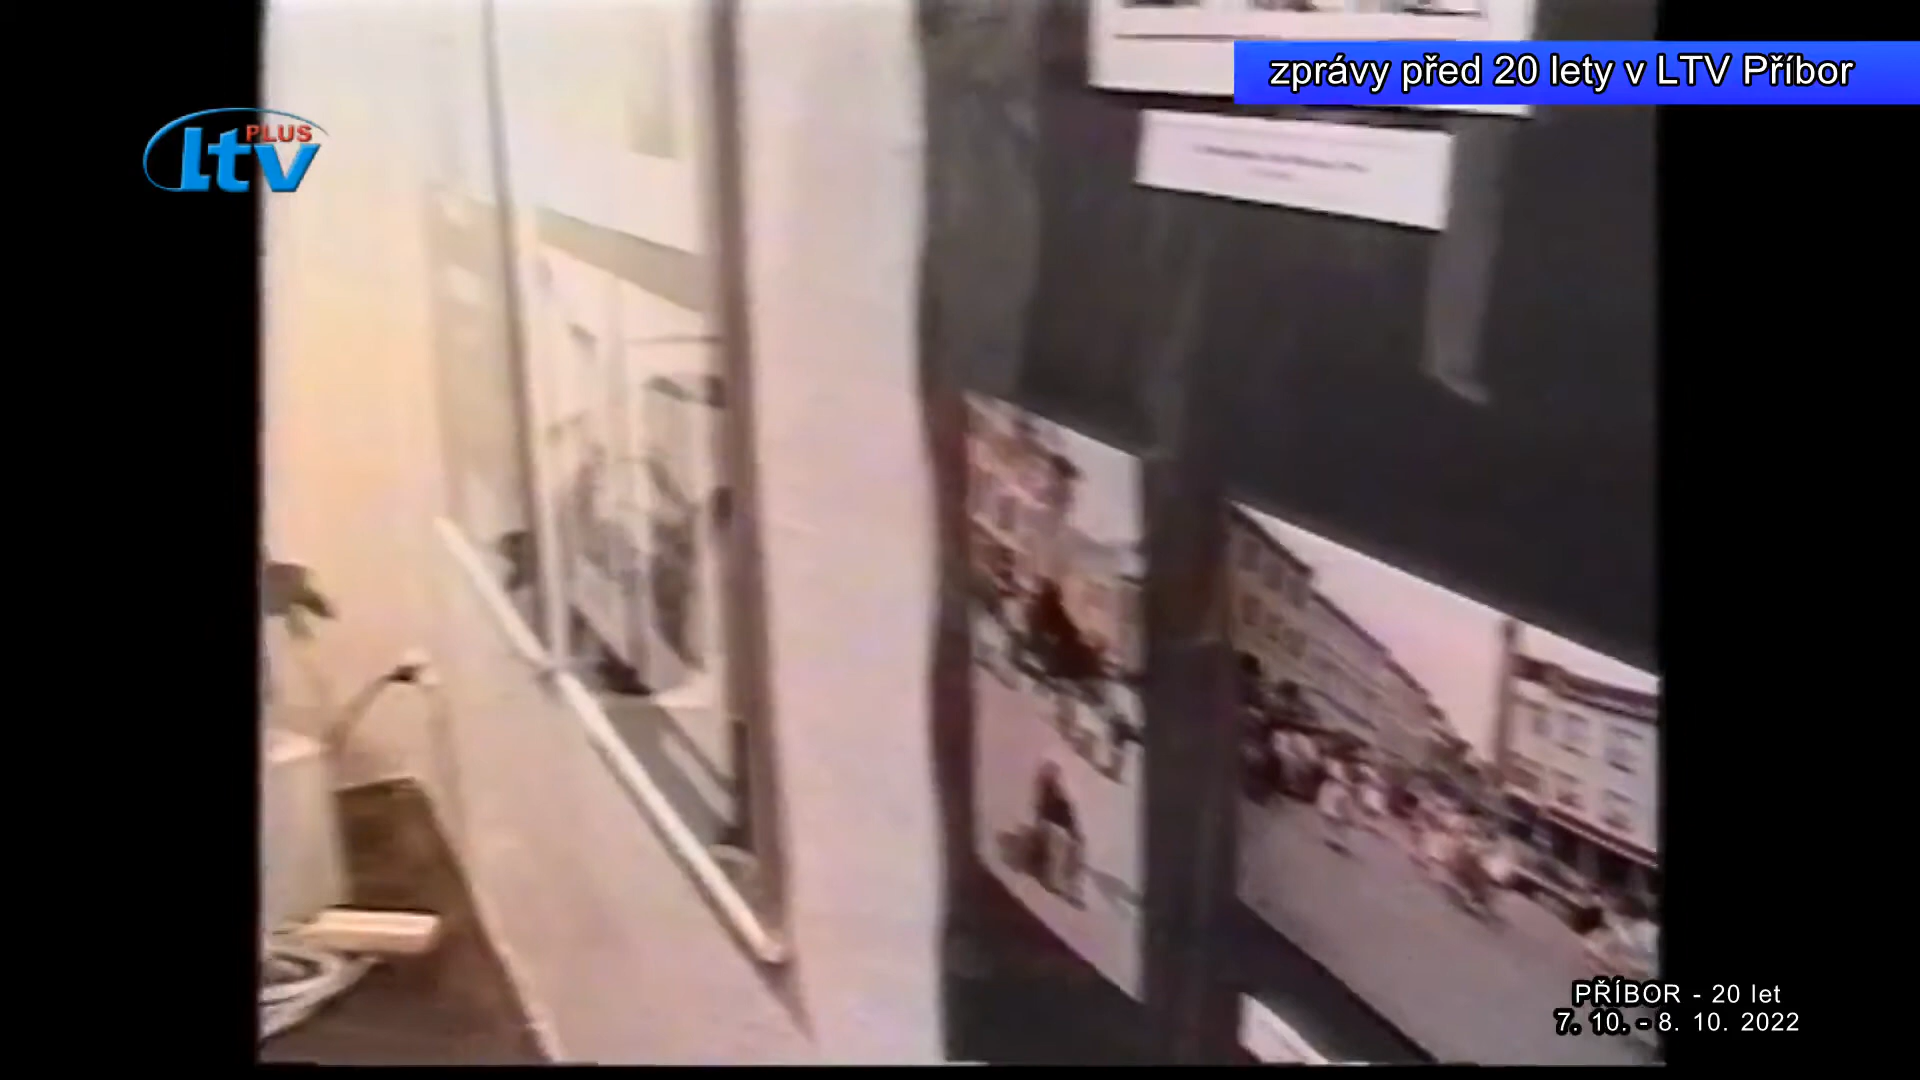 zprávy před 20 lety v LTV Příbor
ltv PLUS
PŘÍBOR - 20 let
7. 10. - 8. 10. 2022